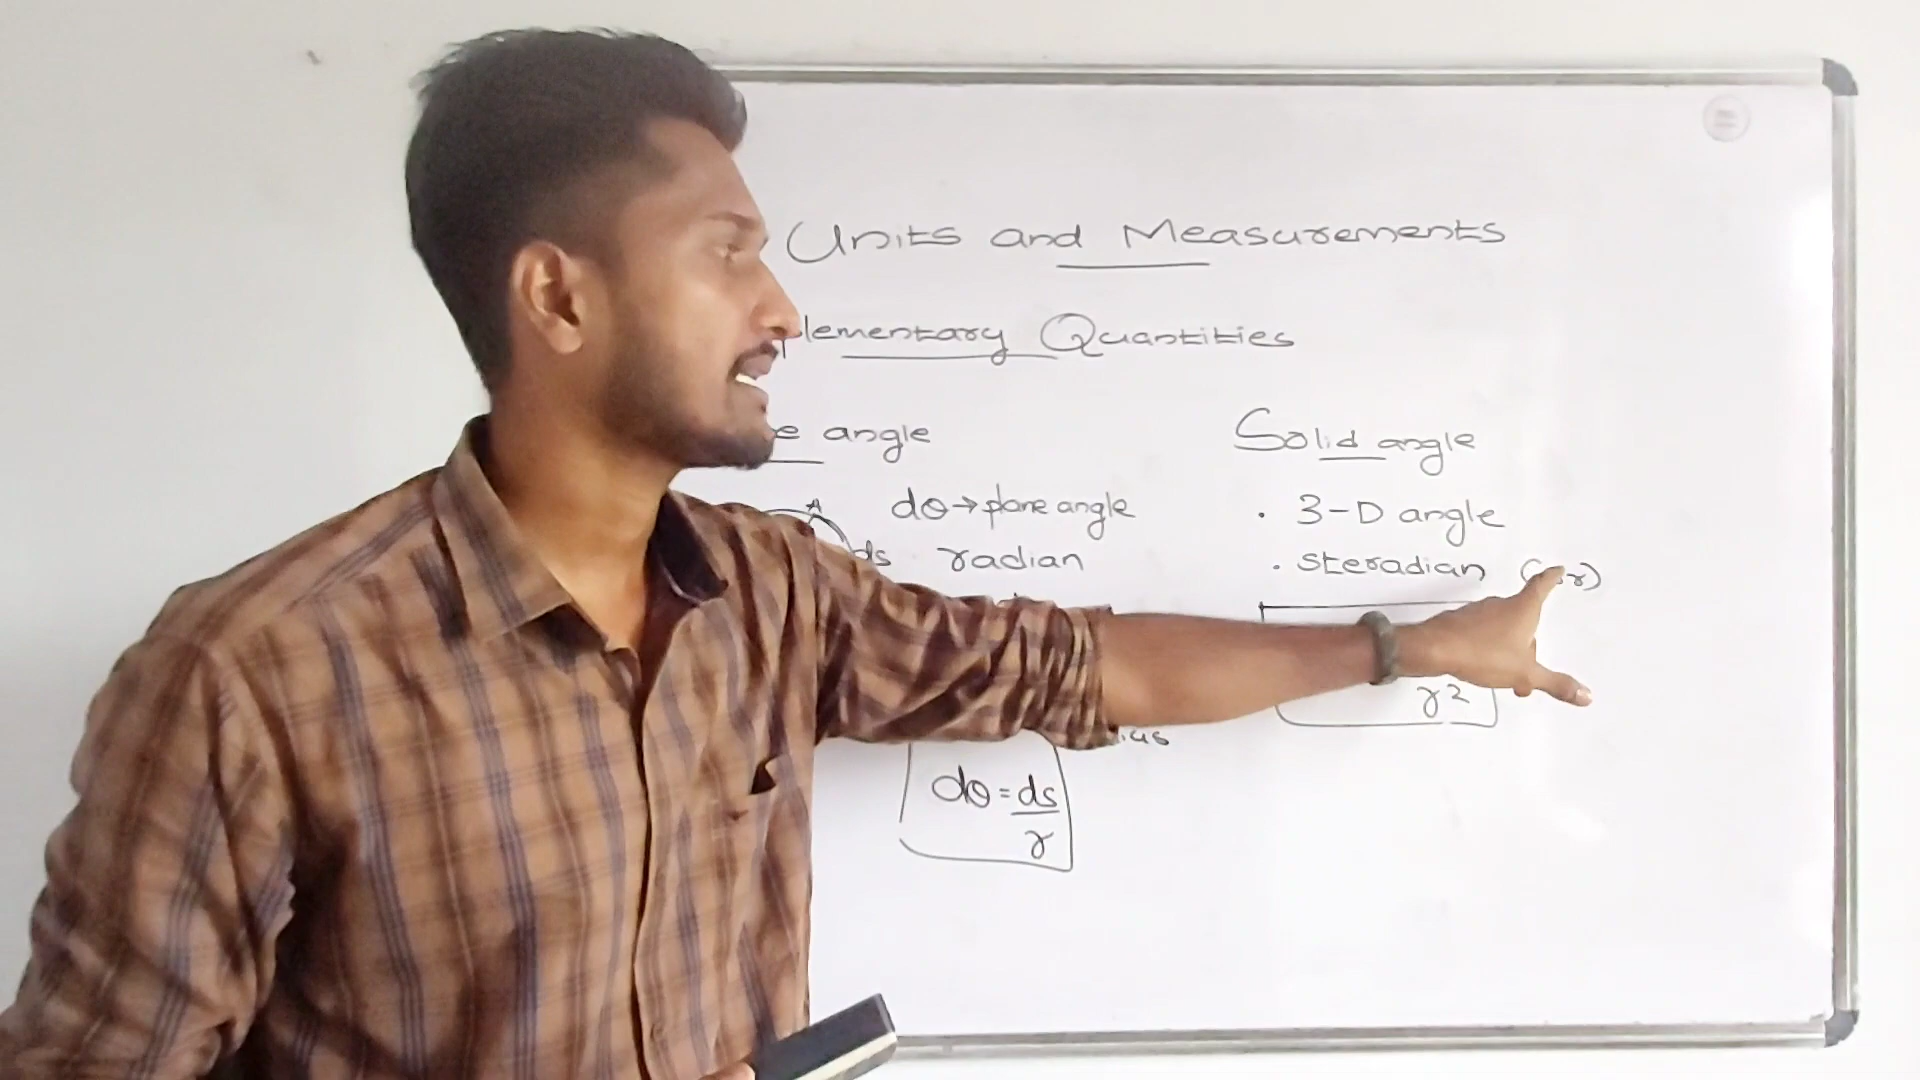 Units and Measurements
plementary Quantities
e angle
A
ds
dθ→plane angle
radian
dθ = ds
r
Solid angle
· 3-D angle
· steradian (sr)
r²